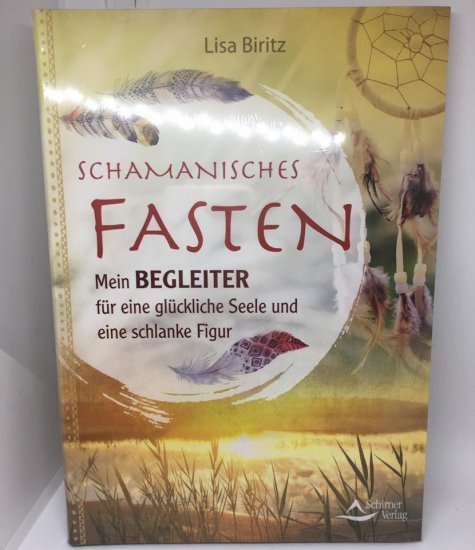 Lisa Biritz
SCHAMANISCHES
FASTEN
Mein BEGLEITER
für eine glückliche Seele und
eine schlanke Figur
Schirner
Verlag